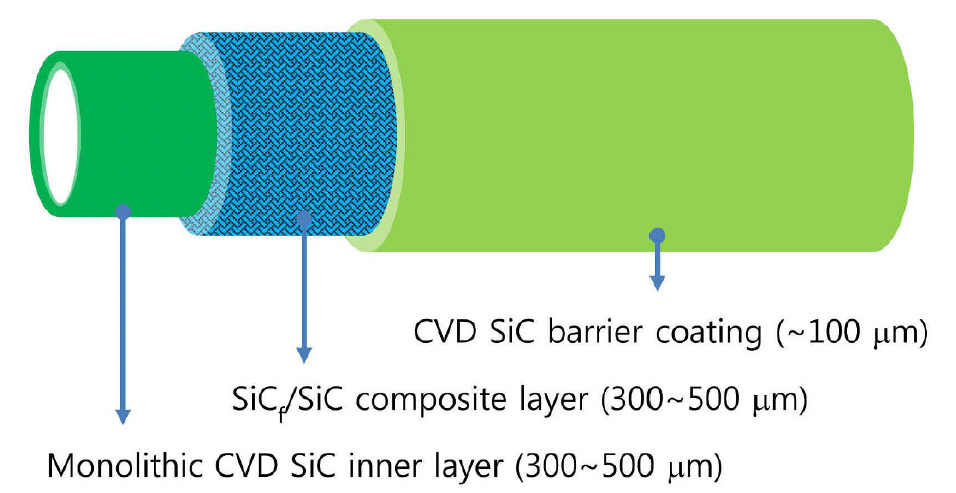 CVD SiC barrier coating (~100 μm)
SiCf/SiC composite layer (300~500 μm)
Monolithic CVD SiC inner layer (300~500 μm)